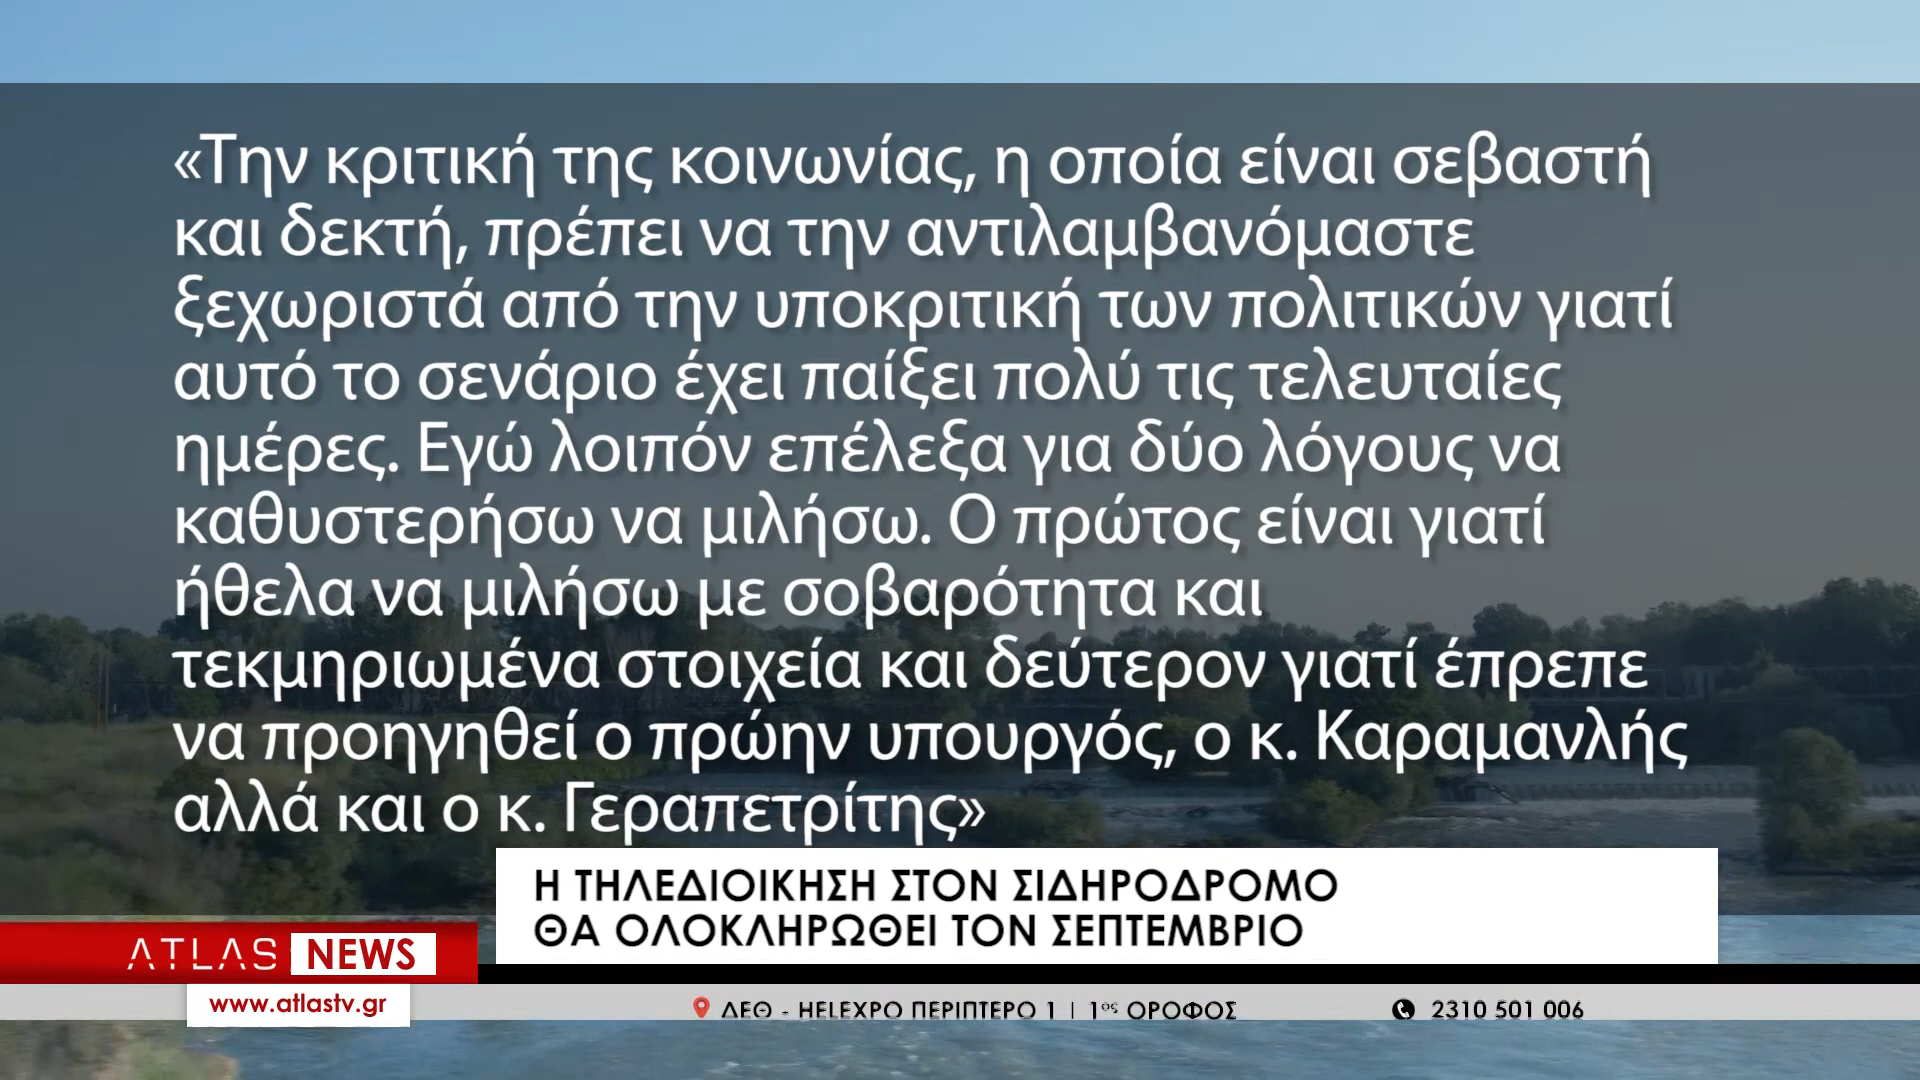 «Την κριτική της κοινωνίας, η οποία είναι σεβαστή
και δεκτή, πρέπει να την αντιλαμβανόμαστε
ξεχωριστά από την υποκριτική των πολιτικών γιατί
αυτό το σενάριο έχει παίξει πολύ τις τελευταίες
ημέρες. Εγώ λοιπόν επέλεξα για δύο λόγους να
καθυστερήσω να μιλήσω. Ο πρώτος είναι γιατί
ήθελα να μιλήσω με σοβαρότητα και
τεκμηριωμένα στοιχεία και δεύτερον γιατί έπρεπε
να προηγηθεί ο πρώην υπουργός, ο κ. Καραμανλής
αλλά και ο κ. Γεραπετρίτης»
Η ΤΗΛΕΔΙΟΙΚΗΣΗ ΣΤΟΝ ΣΙΔΗΡΟΔΡΟΜΟ
ΘΑ ΟΛΟΚΛΗΡΩΘΕΙ ΤΟΝ ΣΕΠΤΕΜΒΡΙΟ
ATLAS NEWS
www.atlastv.gr
ΔΕΘ - HELEXPO ΠΕΡΙΠΤΕΡΟ 1 | 1ος ΟΡΟΦΟΣ
2310 501 006